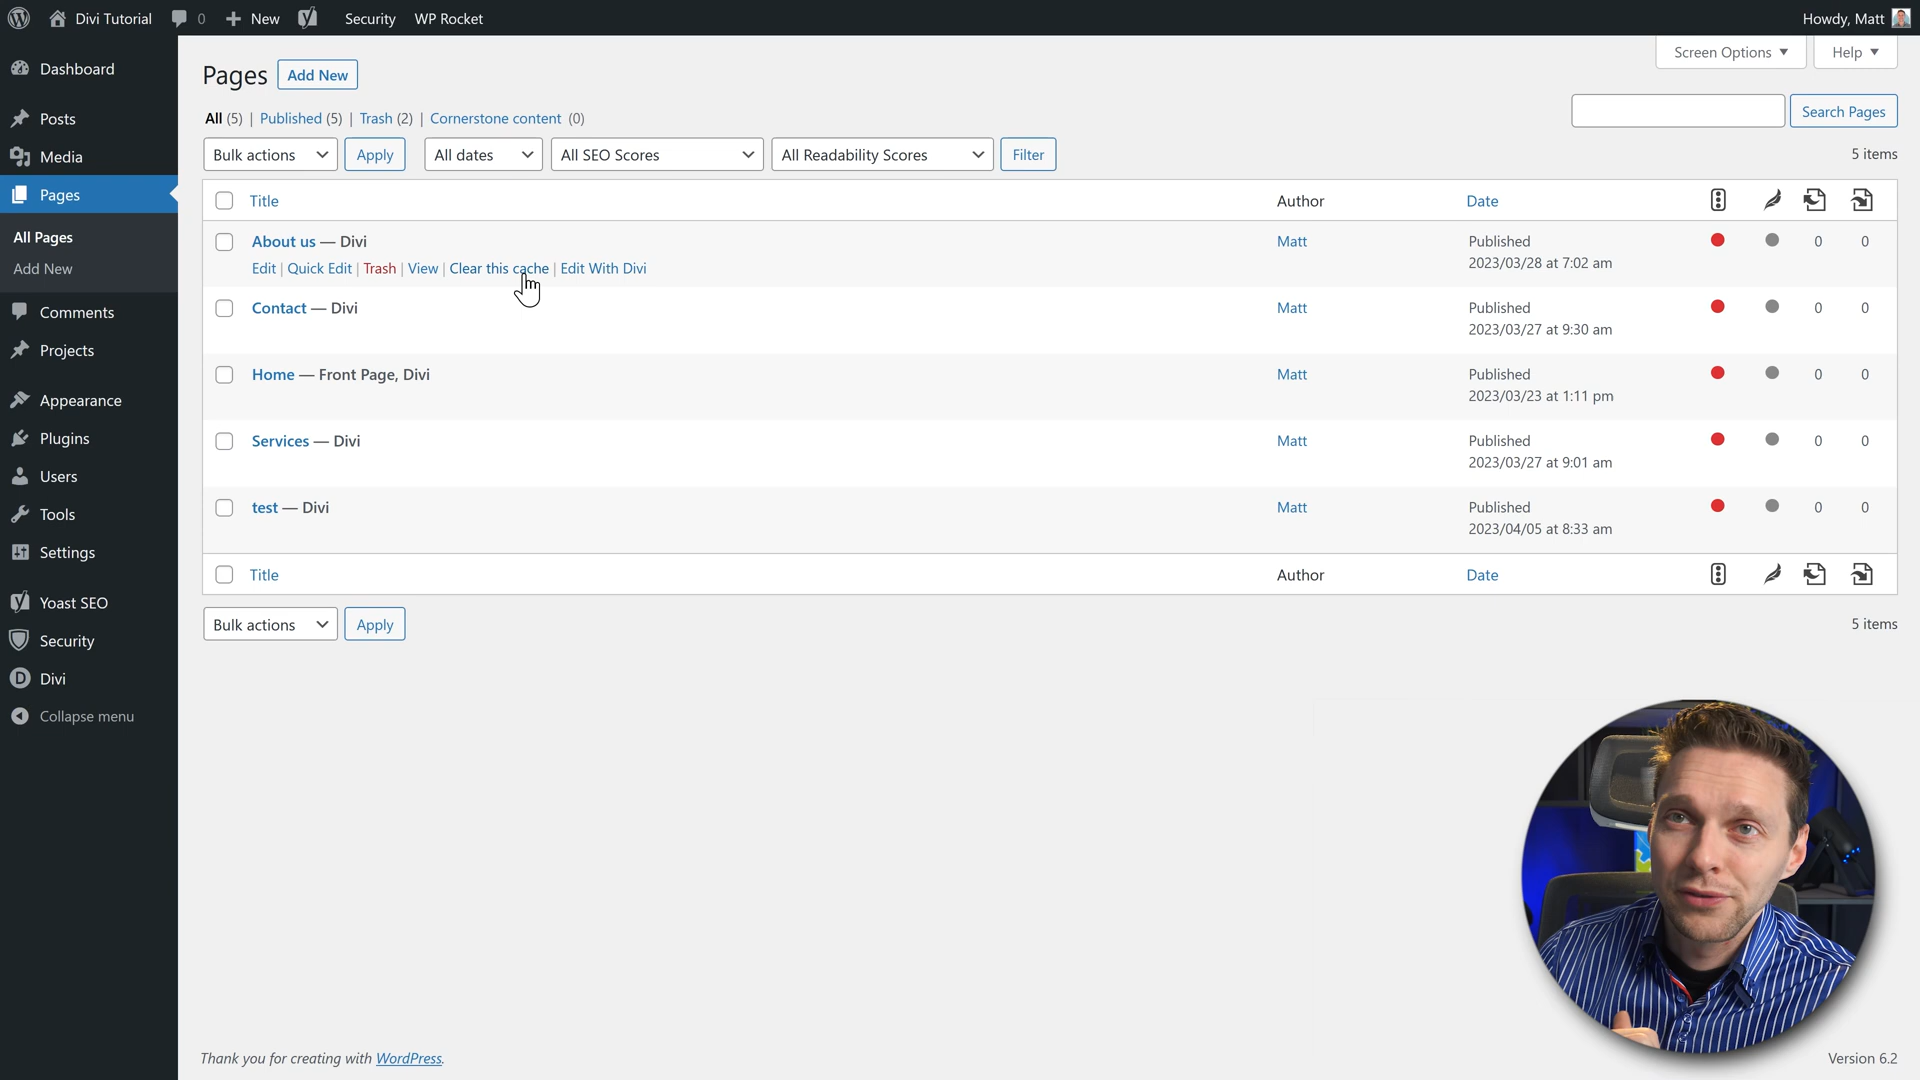 Divi Tutorial 0 New Security WP Rocket Howdy, Matt
Screen Options Help
Dashboard
Posts
Media
Pages
All Pages
Add New
Comments
Projects
Appearance
Plugins
Users
Tools
Settings
Yoast SEO
Security
Divi
Collapse menu
Pages Add New
All (5) | Published (5) | Trash (2) | Cornerstone content (0)
Search Pages
Bulk actions Apply All dates All SEO Scores All Readability Scores Filter 5 items
Title Author Date
About us — Divi Matt Published 0 0
2023/03/28 at 7:02 am
Edit | Quick Edit | Trash | View | Clear this cache | Edit With Divi
Contact — Divi Matt Published 0 0
2023/03/27 at 9:30 am
Home — Front Page, Divi Matt Published 0 0
2023/03/23 at 1:11 pm
Services — Divi Matt Published 0 0
2023/03/27 at 9:01 am
test — Divi Matt Published 0 0
2023/04/05 at 8:33 am
Title Author Date
Bulk actions Apply 5 items
Thank you for creating with WordPress. Version 6.2